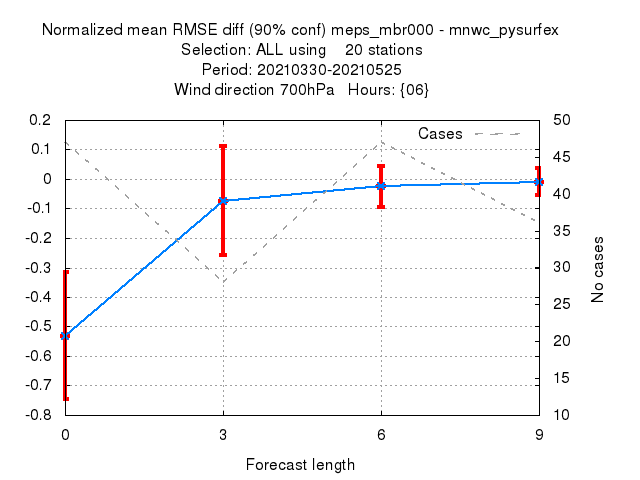 Normalized mean RMSE diff (90% conf) meps_mbr000 - mnwc_pysurfex
Selection: ALL using 20 stations
Period: 20210330-20210525
Wind direction 700hPa Hours: {06}
Cases
0.2
0.1
0
-0.1
-0.2
-0.3
-0.4
-0.5
-0.6
-0.7
-0.8
50
45
40
35
30
25
20
15
10
No cases
0 3 6 9
Forecast length